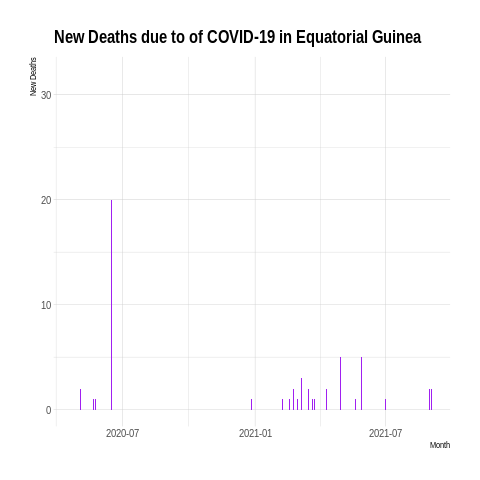 New Deaths due to of COVID-19 in Equatorial Guinea
New Deaths
30
20
10
0
2020-07 2021-01 2021-07
Month